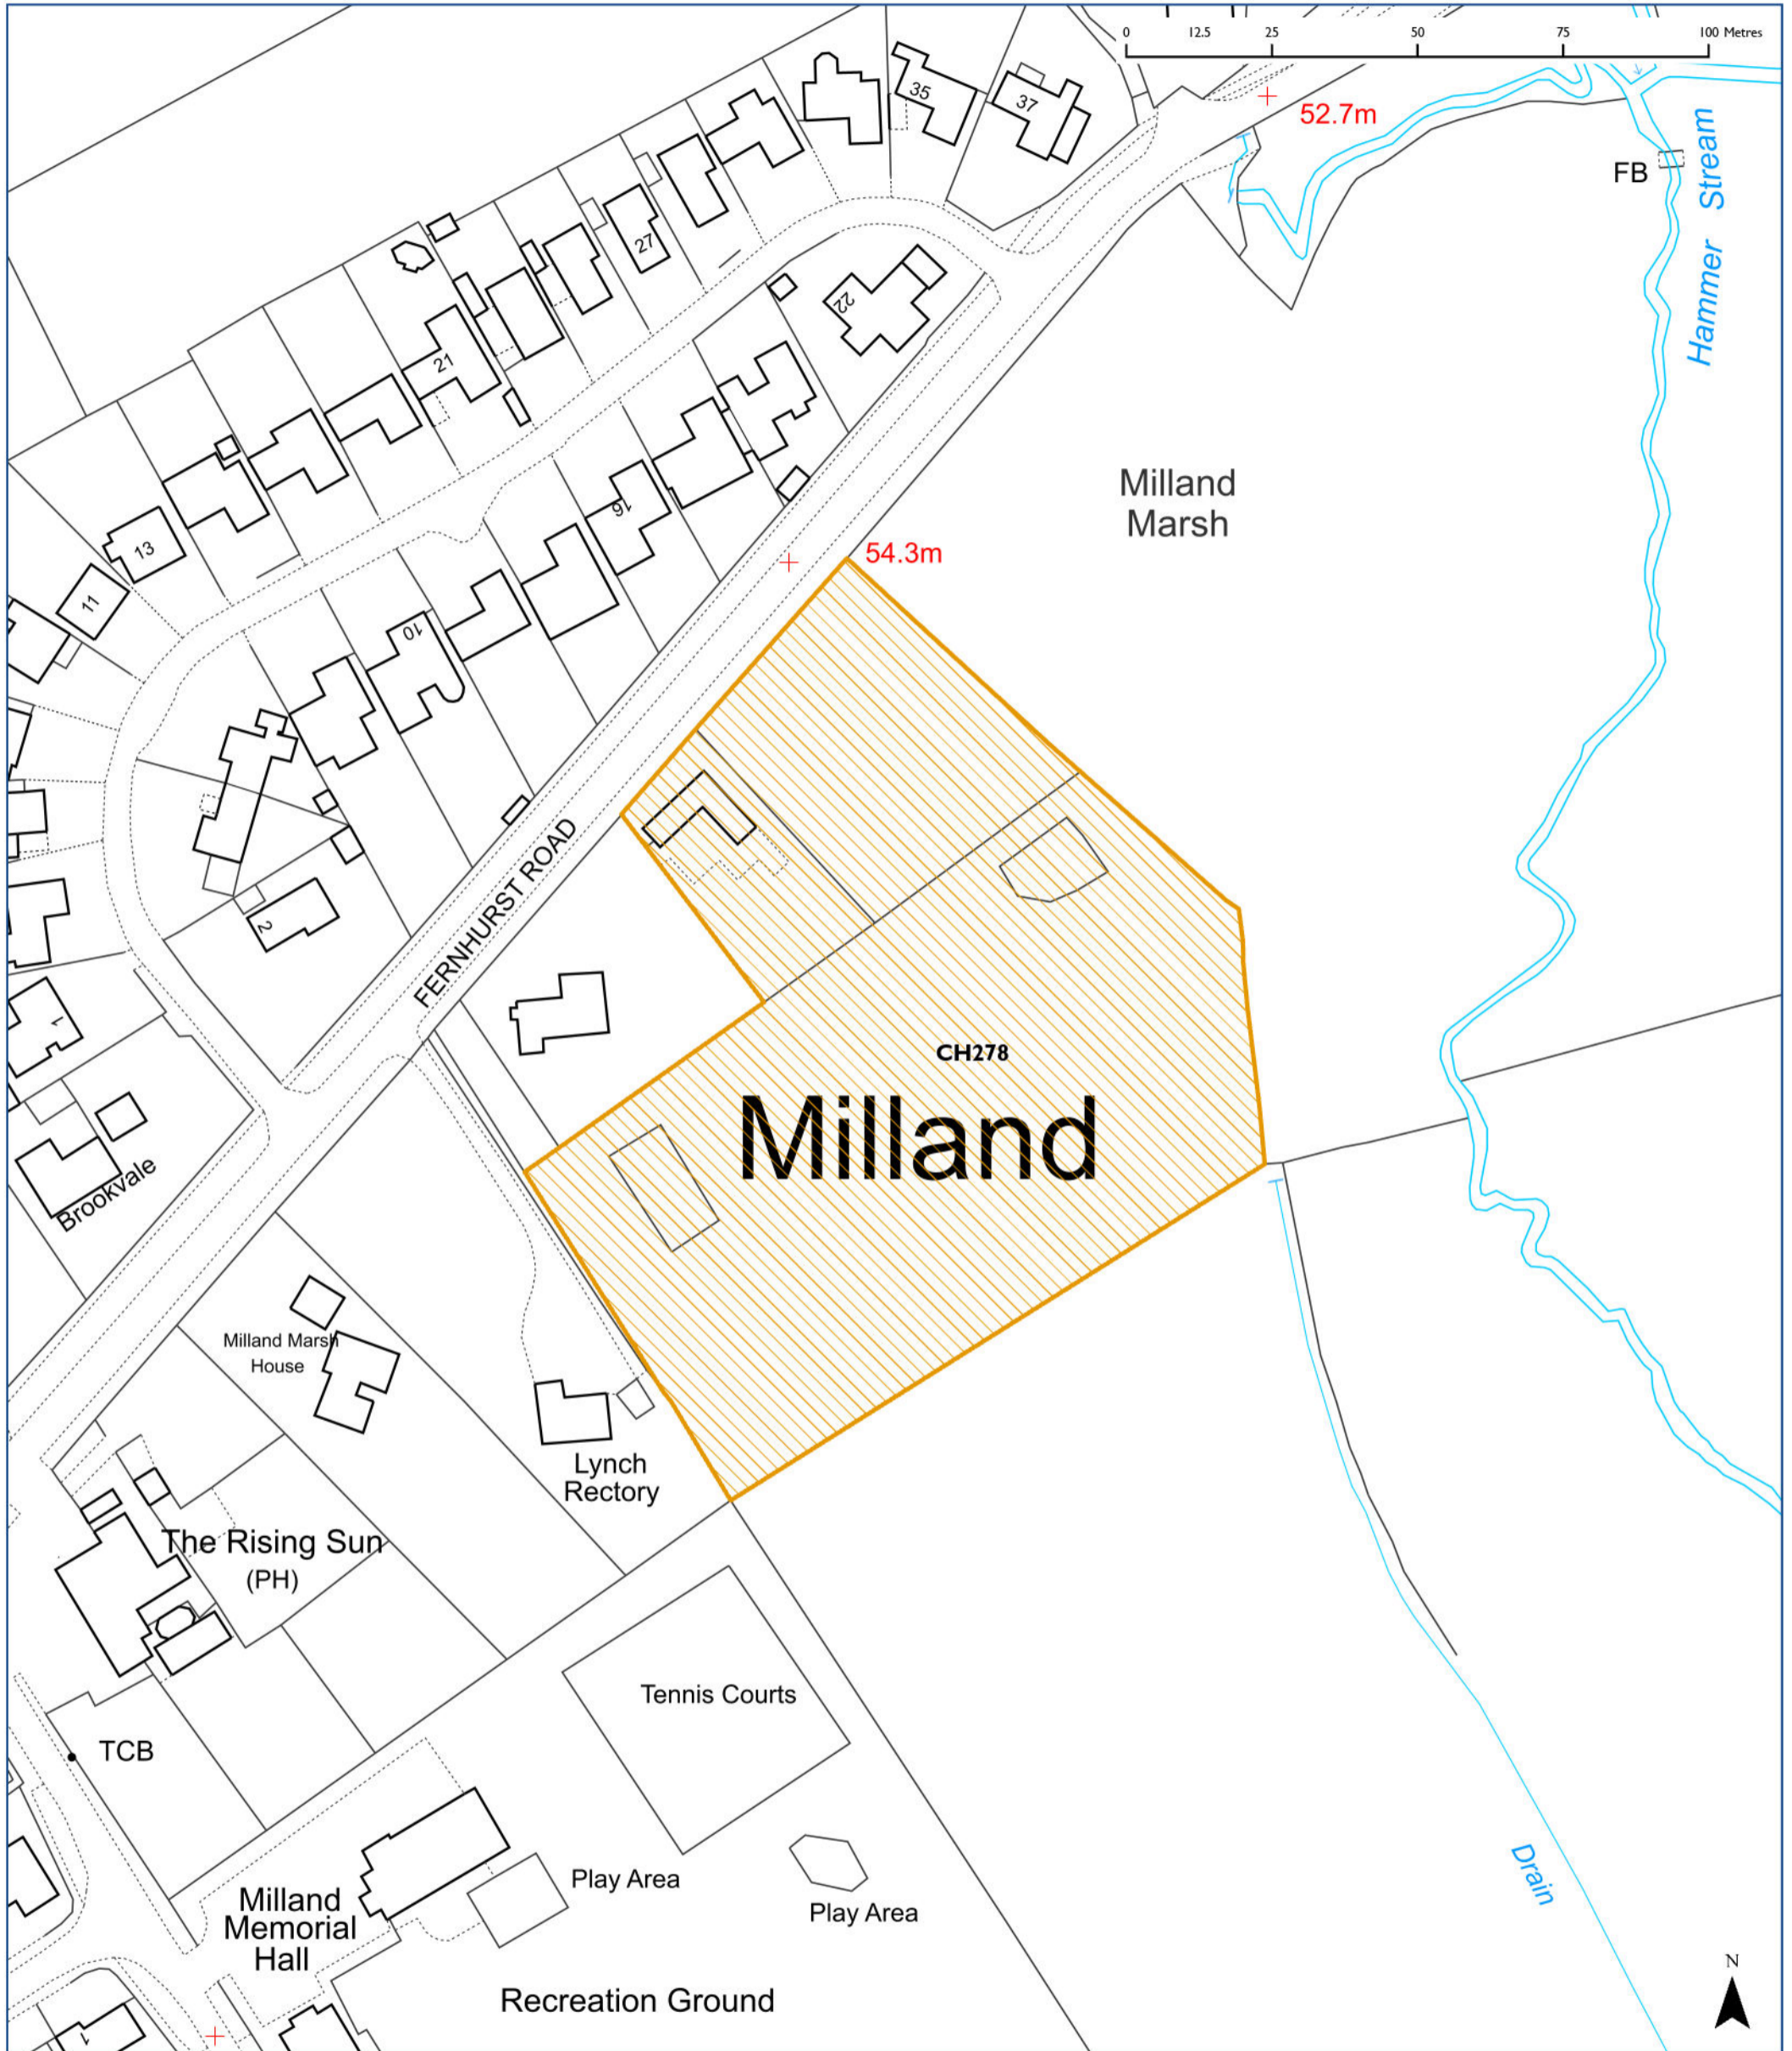 0 12.5 25 50 75 100 Metres
35
37
52.7m
FB
Hammer Stream
27
22
21
Milland
Marsh
16
13
54.3m
11
10
FERNHURST ROAD
2
1
CH278
Milland
Brookvale
Milland Marsh
House
Lynch
Rectory
The Rising Sun
(PH)
Tennis Courts
TCB
Play Area
Play Area
Drain
Milland
Memorial
Hall
Recreation Ground
N
1